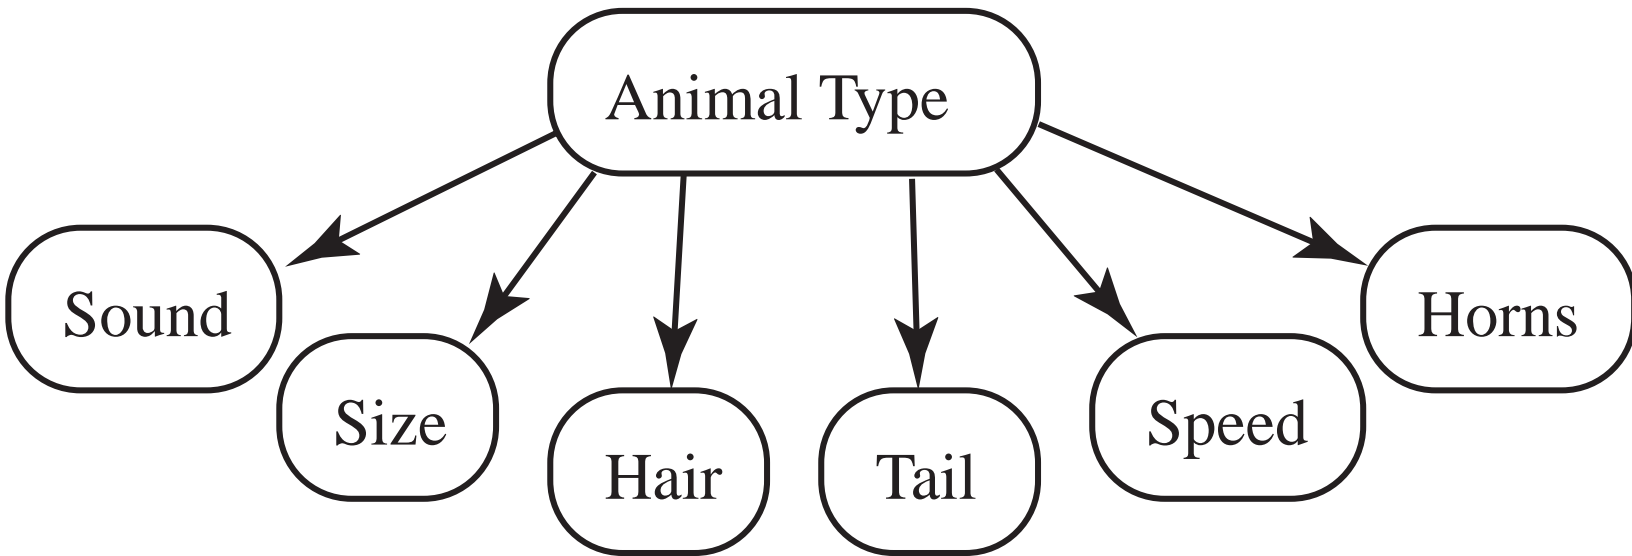 Animal Type
Sound
Size
Hair
Tail
Speed
Horns